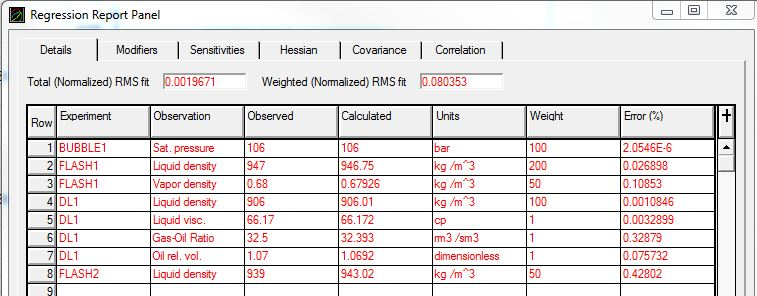 Regression Report Panel
Details Modifiers Sensitivities Hessian Covariance Correlation
Total (Normalized) RMS fit 0.0019671 Weighted (Normalized) RMS fit 0.080353
Row Experiment Observation Observed Calculated Units Weight Error (%) +
1 BUBBLE1 Sat. pressure 106 106 bar 100 2.0546E-6
2 FLASH1 Liquid density 947 946.75 kg /m^3 200 0.026898
3 FLASH1 Vapor density 0.68 0.67926 kg /m^3 50 0.10853
4 DL1 Liquid density 906 906.01 kg /m^3 100 0.0010846
5 DL1 Liquid visc. 66.17 66.172 cp 1 0.0032899
6 DL1 Gas-Oil Ratio 32.5 32.393 rm3 /sm3 1 0.32879
7 DL1 Oil rel. vol. 1.07 1.0692 dimensionless 1 0.075732
8 FLASH2 Liquid density 939 943.02 kg /m^3 50 0.42802
9